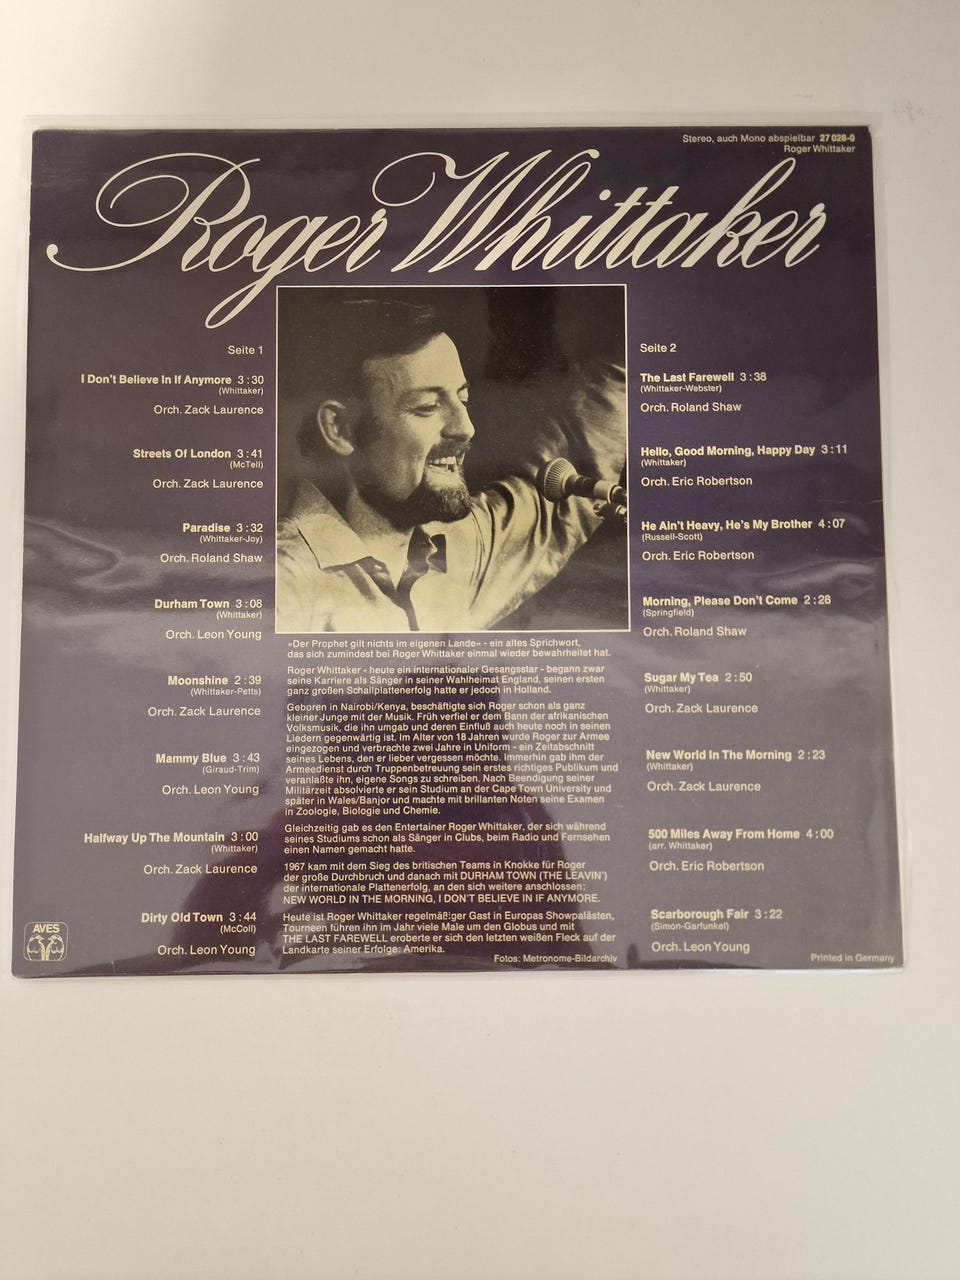 Stereo, auch Mono abspielbar 27 028-0
Roger Whittaker
Roger Whittaker
Seite 1
I Don't Believe In If Anymore 3:30
(Whittaker)
Orch. Zack Laurence
Streets Of London 3:41
(McTell)
Orch. Zack Laurence
Paradise 3:32
(Whittaker-Joy)
Orch. Roland Shaw
Durham Town 3:08
(Whittaker)
Orch. Leon Young
Moonshine 2:39
(Whittaker-Petts)
Orch. Zack Laurence
Mammy Blue 3:43
(Giraud-Trim)
Orch. Leon Young
Halfway Up The Mountain 3:00
(Whittaker)
Orch. Zack Laurence
Dirty Old Town 3:44
(McColl)
Orch. Leon Young
AVES
»Der Prophet gilt nichts im eigenen Lande« - ein altes Sprichwort,
das sich zumindest bei Roger Whittaker einmal wieder bewahrheitet hat.
Roger Whittaker - heute ein internationaler Gesangsstar - begann zwar
seine Karriere als Sänger in seiner Wahlheimat England, seinen ersten
ganz großen Schallplattenerfolg hatte er jedoch in Holland.
Geboren in Nairobi/Kenya, beschäftigte sich Roger schon als ganz
kleiner Junge mit der Musik. Früh verfiel er dem Bann der afrikanischen
Volksmusik, die ihn umgab und deren Einfluß auch heute noch in seinen
Liedern gegenwärtig ist. Im Alter von 18 Jahren wurde Roger zur Armee
eingezogen und verbrachte zwei Jahre in Uniform - ein Zeitabschnitt
seines Lebens, den er lieber vergessen möchte. Immerhin gab ihm der
Armeedienst durch Truppenbetreuung sein erstes richtiges Publikum und
veranlaßte ihn, eigene Songs zu schreiben. Nach Beendigung seiner
Militärzeit absolvierte er sein Studium an der Cape Town University und
später in Wales/Banjor und machte mit brillanten Noten seine Examen
in Zoologie, Biologie und Chemie.
Gleichzeitig gab es den Entertainer Roger Whittaker, der sich während
seines Studiums schon als Sänger in Clubs, beim Radio und Fernsehen
einen Namen gemacht hatte.
1967 kam mit dem Sieg des britischen Teams in Knokke für Roger
der große Durchbruch und danach mit DURHAM TOWN (THE LEAVIN')
der internationale Plattenerfolg, an den sich weitere anschlossen:
NEW WORLD IN THE MORNING, I DON'T BELIEVE IN IF ANYMORE.
Heute ist Roger Whittaker regelmäßiger Gast in Europas Showpalästen,
Tourneen führen ihn im Jahr viele Male um den Globus und mit
THE LAST FAREWELL eroberte er sich den letzten weißen Fleck auf der
Landkarte seiner Erfolge: Amerika.
Fotos: Metronome-Bildarchiv
Seite 2
The Last Farewell 3:38
(Whittaker-Webster)
Orch. Roland Shaw
Hello, Good Morning, Happy Day 3:11
(Whittaker)
Orch. Eric Robertson
He Ain't Heavy, He's My Brother 4:07
(Russell-Scott)
Orch. Eric Robertson
Morning, Please Don't Come 2:28
(Springfield)
Orch. Roland Shaw
Sugar My Tea 2:50
(Whittaker)
Orch. Zack Laurence
New World In The Morning 2:23
(Whittaker)
Orch. Zack Laurence
500 Miles Away From Home 4:00
(arr. Whittaker)
Orch. Eric Robertson
Scarborough Fair 3:22
(Simon-Garfunkel)
Orch. Leon Young
Printed in Germany